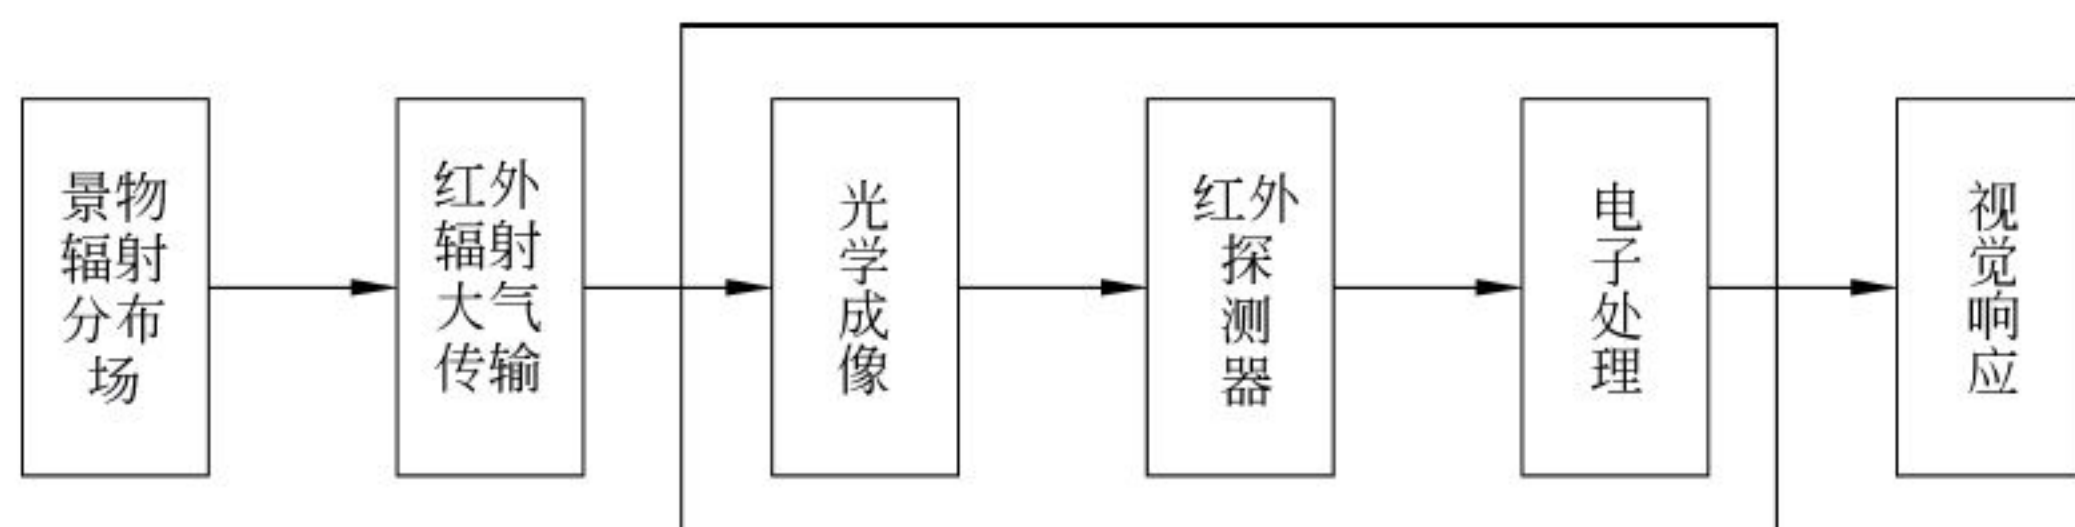 景物
辐射
分布
场
红外
辐射
大气
传输
光
学
成
像
红外
探
测
器
电
子
处
理
视
觉
响
应